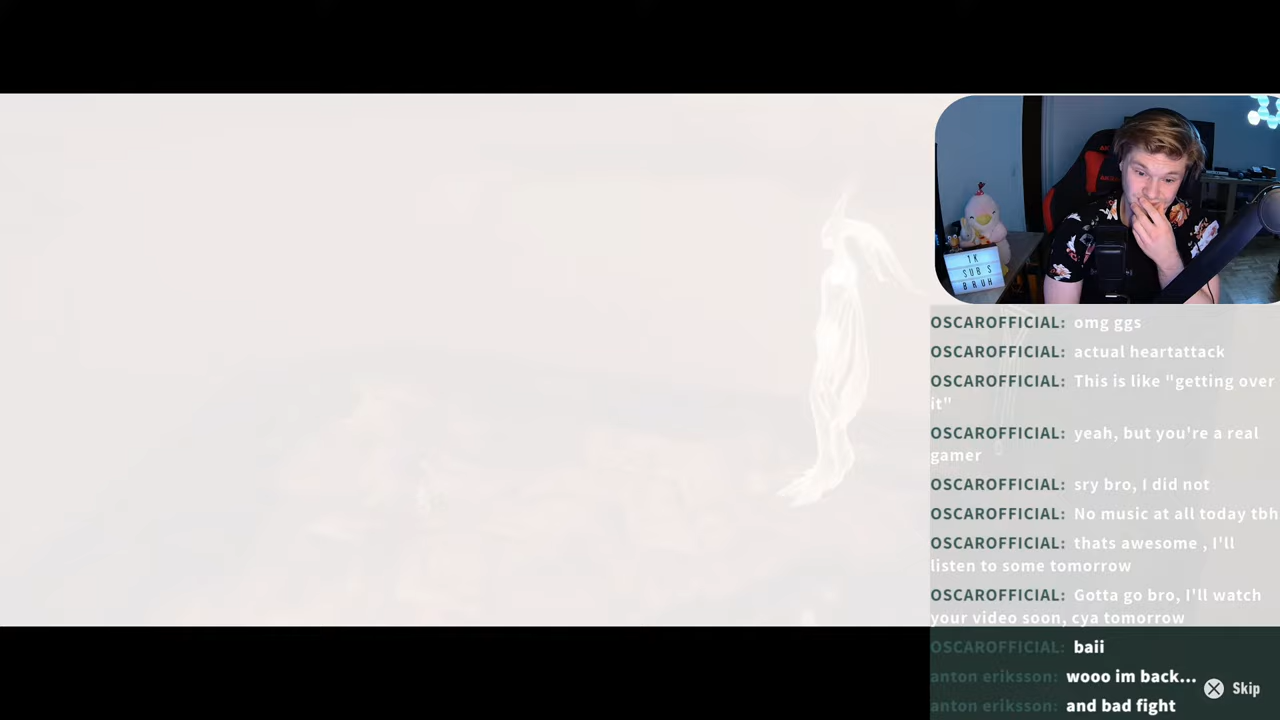 1K
SUBS
BRUH
OSCAROFFICIAL: omg ggs
OSCAROFFICIAL: actual heartattack
OSCAROFFICIAL: This is like "getting over
it"
OSCAROFFICIAL: yeah, but you're a real
gamer
OSCAROFFICIAL: sry bro, I did not
OSCAROFFICIAL: No music at all today tbh
OSCAROFFICIAL: thats awesome , I'll
listen to some tomorrow
OSCAROFFICIAL: Gotta go bro, I'll watch
your video soon, cya tomorrow
OSCAROFFICIAL: baii
anton eriksson: wooo im back...
anton eriksson: and bad fight
Skip